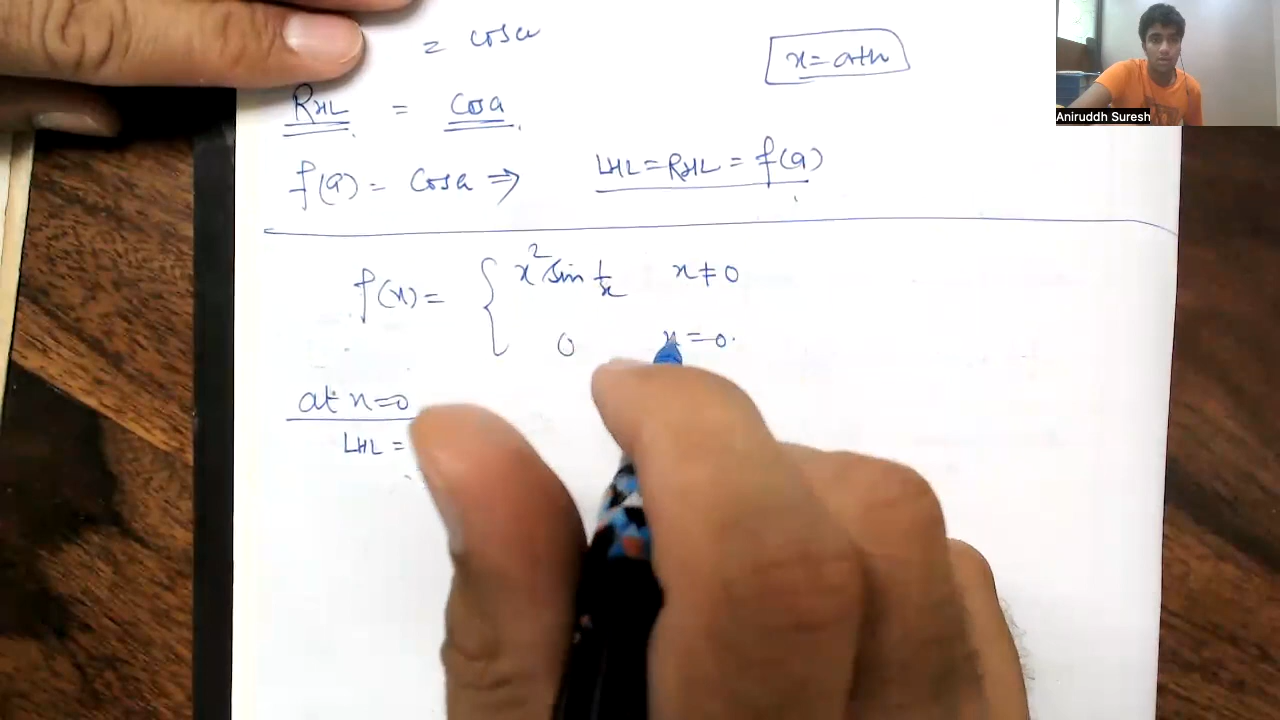 = cosa
x=a+h
RHL = Cosa
f(a) = Cosa ⇒ LHL=RHL = f(a)
f(x) = { x² sin 1/x x≠0
0 x=0.
at x=0
LHL =
Aniruddh Suresh